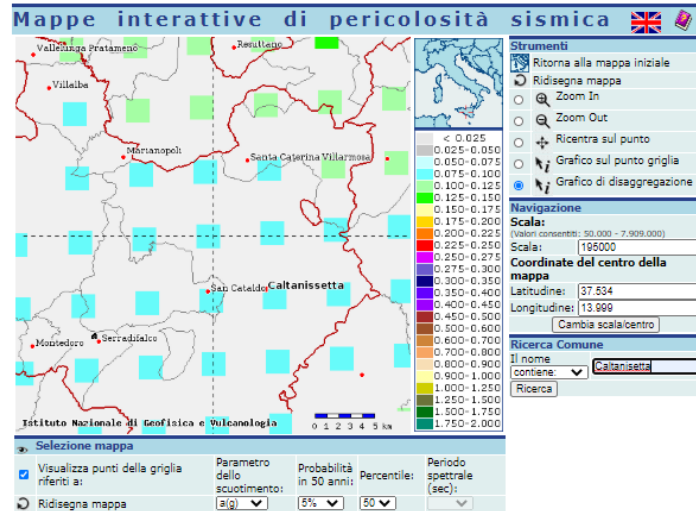 Mappe interattive di pericolosità sismica
Vallelunga Pratameno
Resuttano
Villalba
Marianopoli
Santa Caterina Villarmosa
San Cataldo
Caltanissetta
Montedoro
Serradifalco
Istituto Nazionale di Geofisica e Vulcanologia
0 1 2 3 4 5 km
< 0.025
0.025-0.050
0.050-0.075
0.075-0.100
0.100-0.125
0.125-0.150
0.150-0.175
0.175-0.200
0.200-0.225
0.225-0.250
0.250-0.275
0.275-0.300
0.300-0.350
0.350-0.400
0.400-0.450
0.450-0.500
0.500-0.600
0.600-0.700
0.700-0.800
0.800-0.900
0.900-1.000
1.000-1.250
1.250-1.500
1.500-1.750
1.750-2.000
Strumenti
Ritorna alla mappa iniziale
Ridisegna mappa
Zoom In
Zoom Out
Ricentra sul punto
Grafico sul punto griglia
Grafico di disaggregazione
Navigazione
Scala:
(Valori consentiti: 50.000 - 7.909.000)
Scala: 195000
Coordinate del centro della
mappa
Latitudine: 37.534
Longitudine: 13.999
Cambia scala/centro
Ricerca Comune
Il nome
contiene: Caltanisetta
Ricerca
Selezione mappa
Visualizza punti della griglia
riferiti a:
Parametro
dello
scuotimento:
Probabilità
in 50 anni:
Percentile:
Periodo
spettrale
(sec):
Ridisegna mappa
a(g)
5%
50